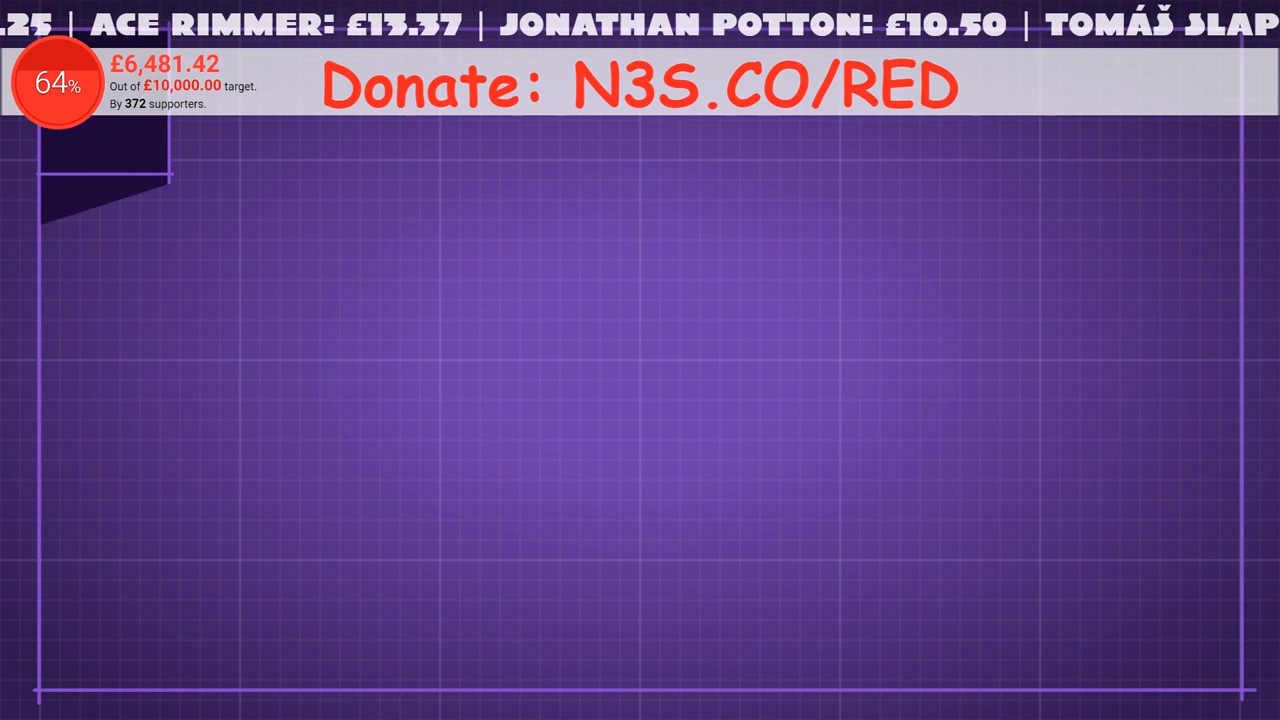 .25 | ACE RIMMER: £13.37 | JONATHAN POTTON: £10.50 | TOMÁŠ SLAP
64%
£6,481.42
Out of £10,000.00 target.
By 372 supporters.
Donate: N3S.CO/RED